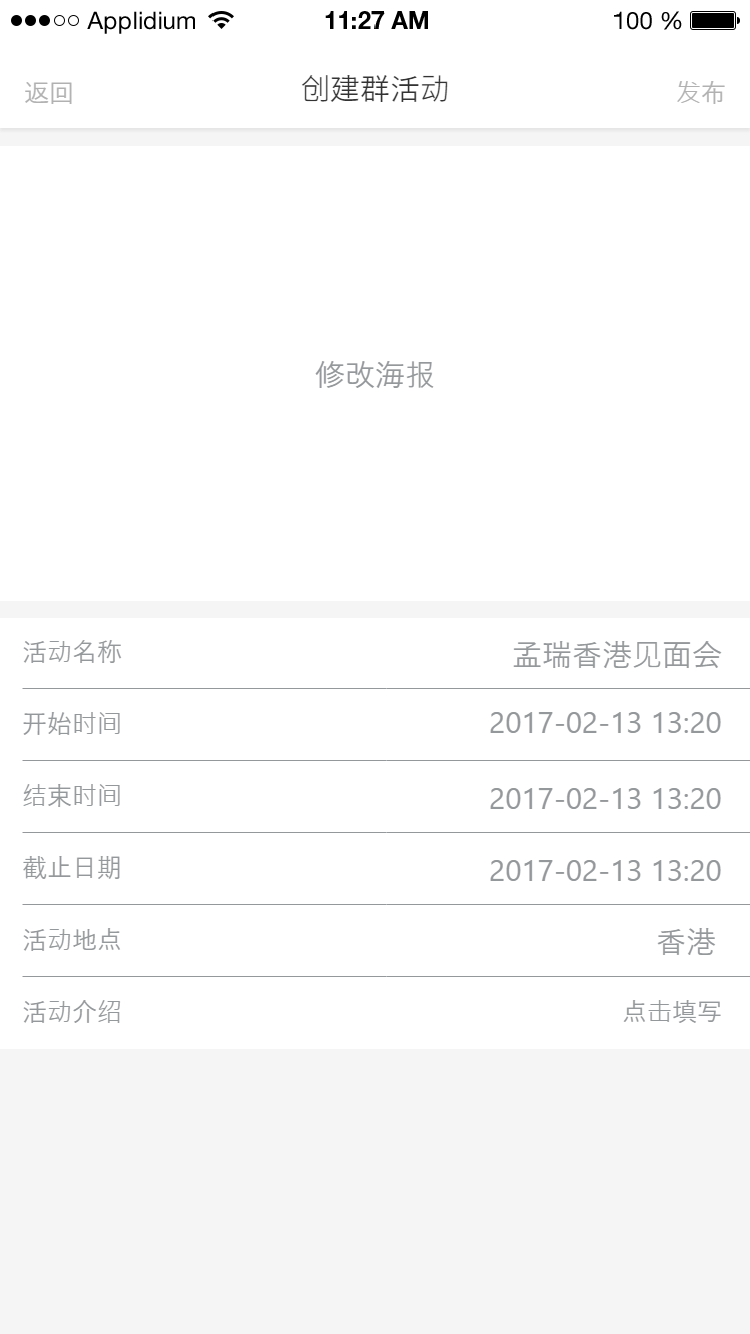 Applidium 11:27 AM 100 %
返回 创建群活动 发布
修改海报
活动名称 孟瑞香港见面会
开始时间 2017-02-13 13:20
结束时间 2017-02-13 13:20
截止日期 2017-02-13 13:20
活动地点 香港
活动介绍 点击填写